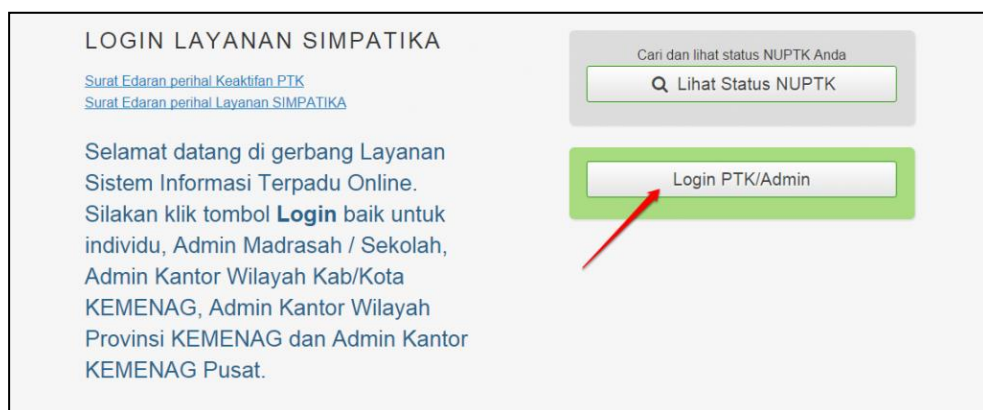 LOGIN LAYANAN SIMPATIKA
Surat Edaran perihal Keaktifan PTK
Surat Edaran perihal Layanan SIMPATIKA
Selamat datang di gerbang Layanan
Sistem Informasi Terpadu Online.
Silakan klik tombol Login baik untuk
individu, Admin Madrasah / Sekolah,
Admin Kantor Wilayah Kab/Kota
KEMENAG, Admin Kantor Wilayah
Provinsi KEMENAG dan Admin Kantor
KEMENAG Pusat.
Cari dan lihat status NUPTK Anda
Lihat Status NUPTK
Login PTK/Admin